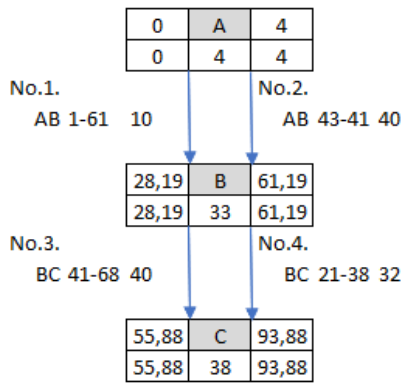 0 A 4
0 4 4
No.1. No.2.
AB 1-61 10 AB 43-41 40
28,19 B 61,19
28,19 33 61,19
No.3. No.4.
BC 41-68 40 BC 21-38 32
55,88 C 93,88
55,88 38 93,88